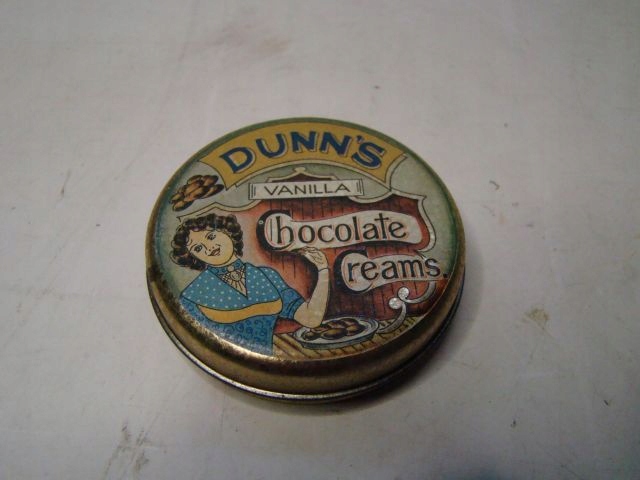 DUNN'S
VANILLA
Chocolate
Creams.